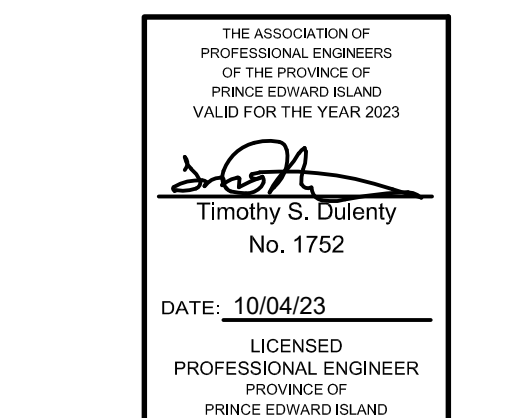 THE ASSOCIATION OF
PROFESSIONAL ENGINEERS
OF THE PROVINCE OF
PRINCE EDWARD ISLAND
VALID FOR THE YEAR 2023
Timothy S. Dulenty
No. 1752
DATE: 10/04/23
LICENSED
PROFESSIONAL ENGINEER
PROVINCE OF
PRINCE EDWARD ISLAND